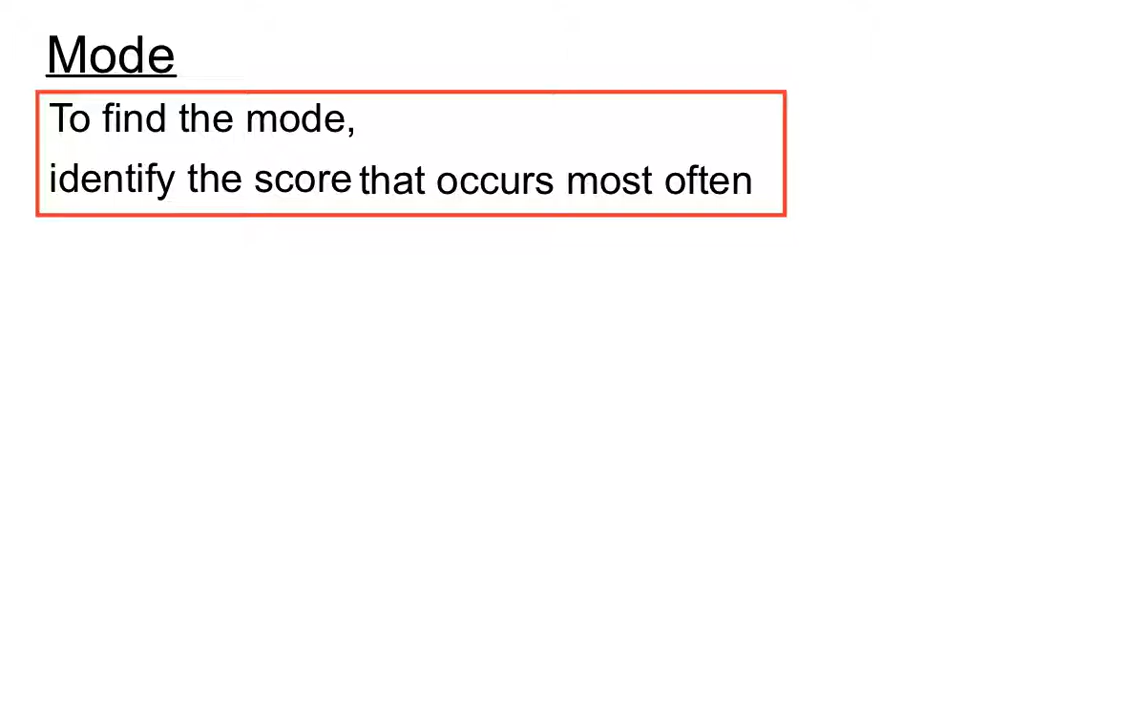 Mode
To find the mode,
identify the score that occurs most often